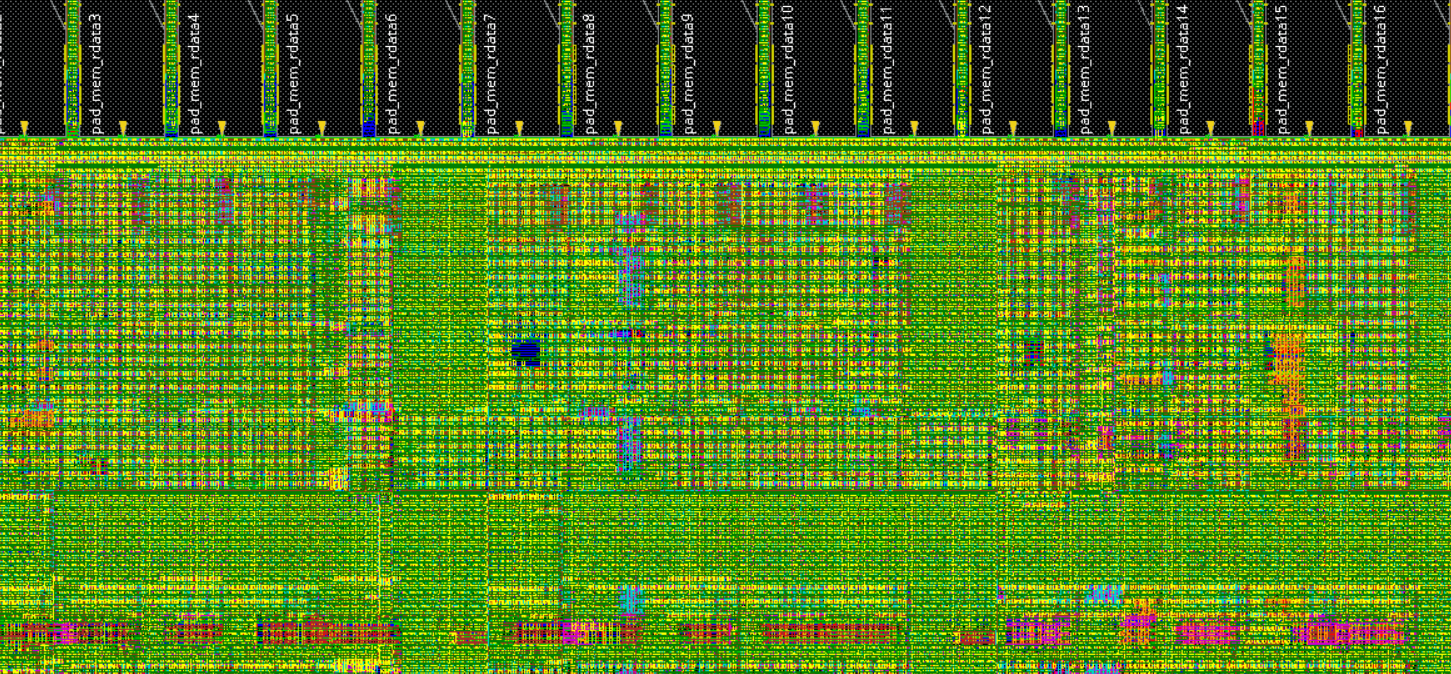 pad_mem_rdata3
pad_mem_rdata4
pad_mem_rdata5
pad_mem_rdata6
pad_mem_rdata7
pad_mem_rdata8
pad_mem_rdata9
pad_mem_rdata10
pad_mem_rdata11
pad_mem_rdata12
pad_mem_rdata13
pad_mem_rdata14
pad_mem_rdata15
pad_mem_rdata16